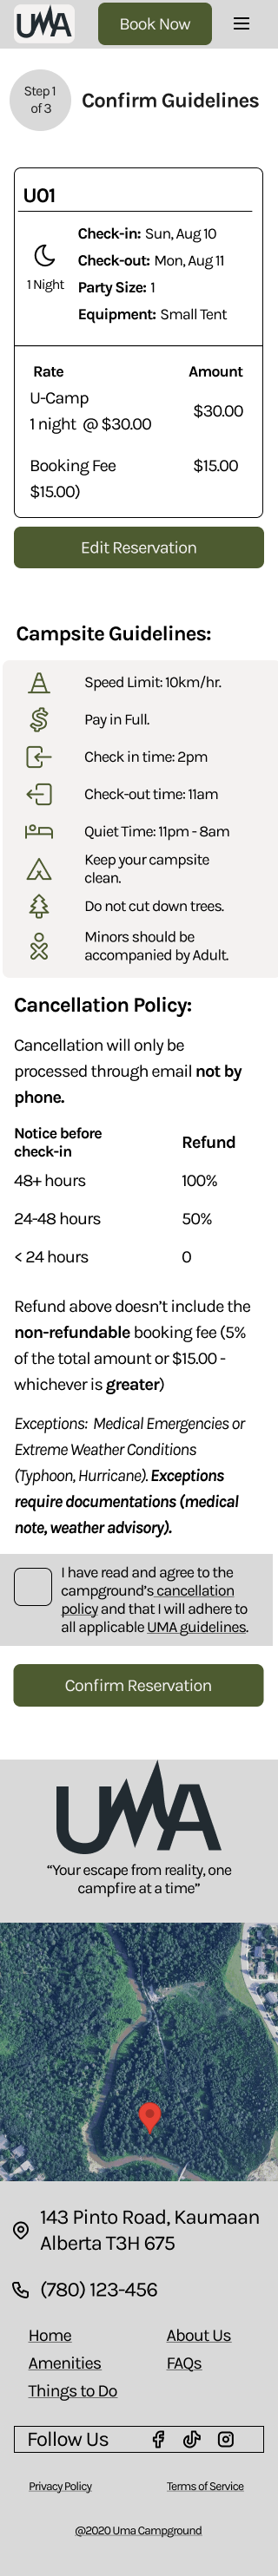 UMA
Book Now
Step 1
of 3
Confirm Guidelines
U01
1 Night
Check-in: Sun, Aug 10
Check-out: Mon, Aug 11
Party Size: 1
Equipment: Small Tent
Rate Amount
U-Camp
1 night @ $30.00
$30.00
Booking Fee
$15.00)
$15.00
Edit Reservation
Campsite Guidelines:
Speed Limit: 10km/hr.
Pay in Full.
Check in time: 2pm
Check-out time: 11am
Quiet Time: 11pm - 8am
Keep your campsite
clean.
Do not cut down trees.
Minors should be
accompanied by Adult.
Cancellation Policy:
Cancellation will only be
processed through email not by
phone.
Notice before
check-in
Refund
48+ hours 100%
24-48 hours 50%
< 24 hours 0
Refund above doesn’t include the
non-refundable booking fee (5%
of the total amount or $15.00 -
whichever is greater)
Exceptions: Medical Emergencies or
Extreme Weather Conditions
(Typhoon, Hurricane). Exceptions
require documentations (medical
note, weather advisory).
I have read and agree to the
campground’s cancellation
policy and that I will adhere to
all applicable UMA guidelines.
Confirm Reservation
UMA
“Your escape from reality, one
campfire at a time”
143 Pinto Road, Kaumaan
Alberta T3H 675
(780) 123-456
Home About Us
Amenities FAQs
Things to Do
Follow Us
Privacy Policy Terms of Service
@2020 Uma Campground